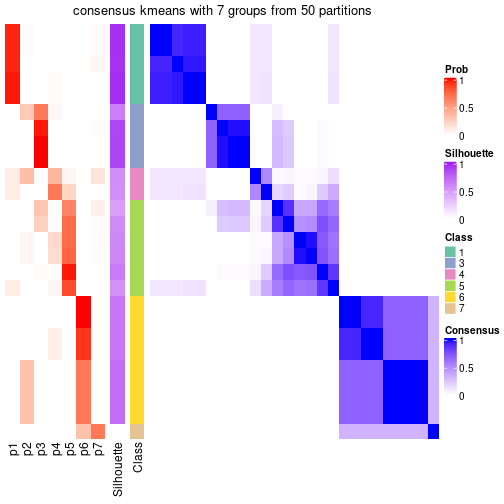 consensus kmeans with 7 groups from 50 partitions
Prob
1
0.5
0
Silhouette
1
0.5
0
Class
1
3
4
5
6
7
Consensus
1
0.5
0
p1
p2
p3
p4
p5
p6
p7
Silhouette
Class